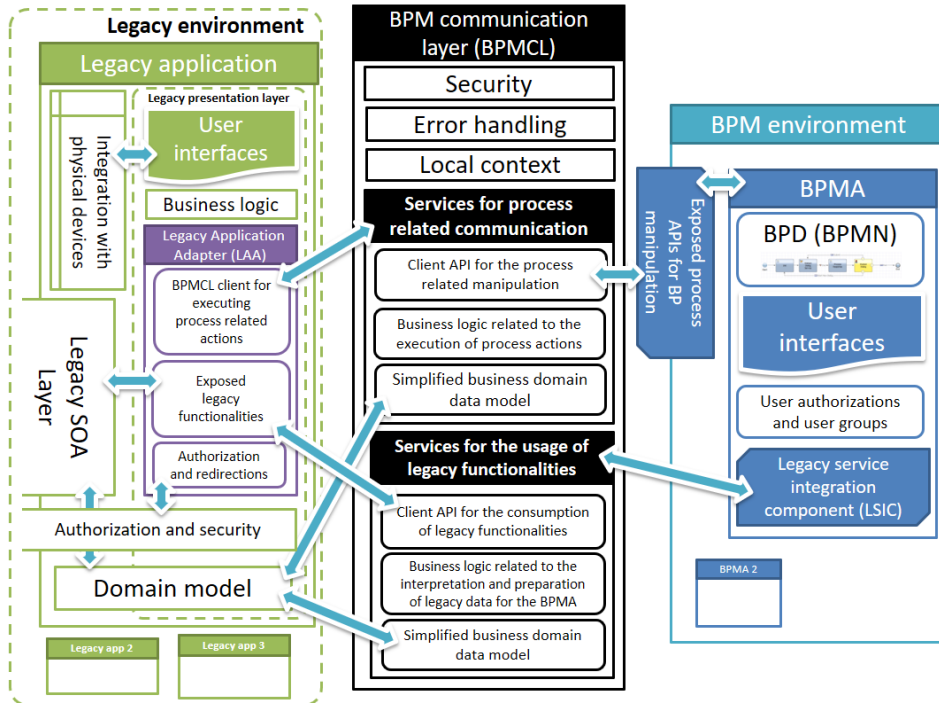 Legacy environment
Legacy application
Legacy presentation layer
User
interfaces
Integration with
physical devices
Business logic
Legacy Application
Adapter (LAA)
BPMCL client for
executing
process related
actions
Exposed
legacy
functionalities
Authorization
and redirections
Legacy SOA
Layer
Authorization and security
Domain model
Legacy app 2
Legacy app 3
BPM communication
layer (BPMCL)
Security
Error handling
Local context
Services for process
related communication
Client API for the process
related manipulation
Business logic related to the
execution of process actions
Simplified business domain
data model
Services for the usage of
legacy functionalities
Client API for the consumption
of legacy functionalities
Business logic related to the
interpretation and preparation
of legacy data for the BPMA
Simplified business domain
data model
BPM environment
Exposed process
APIs for BP
manipulation
BPMA
BPD (BPMN)
User
interfaces
User authorizations
and user groups
Legacy service
integration
component (LSIC)
BPMA 2